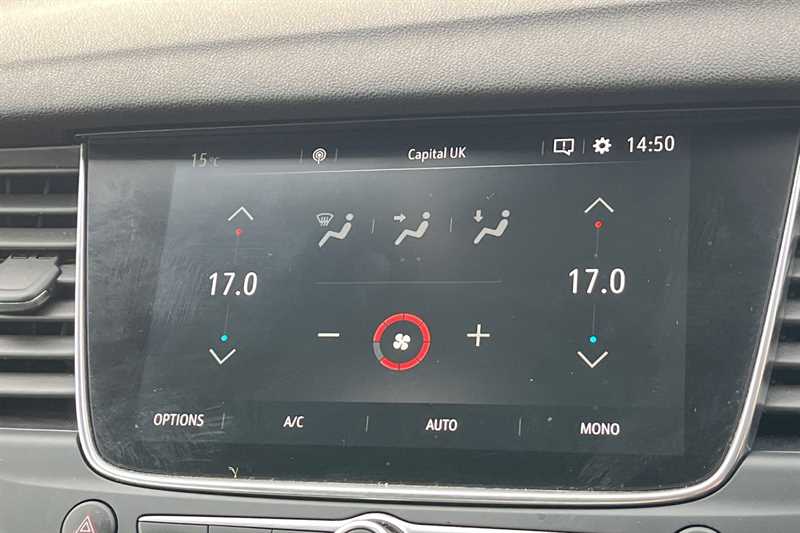 15°C Capital UK 14:50
17.0 17.0
OPTIONS A/C AUTO MONO